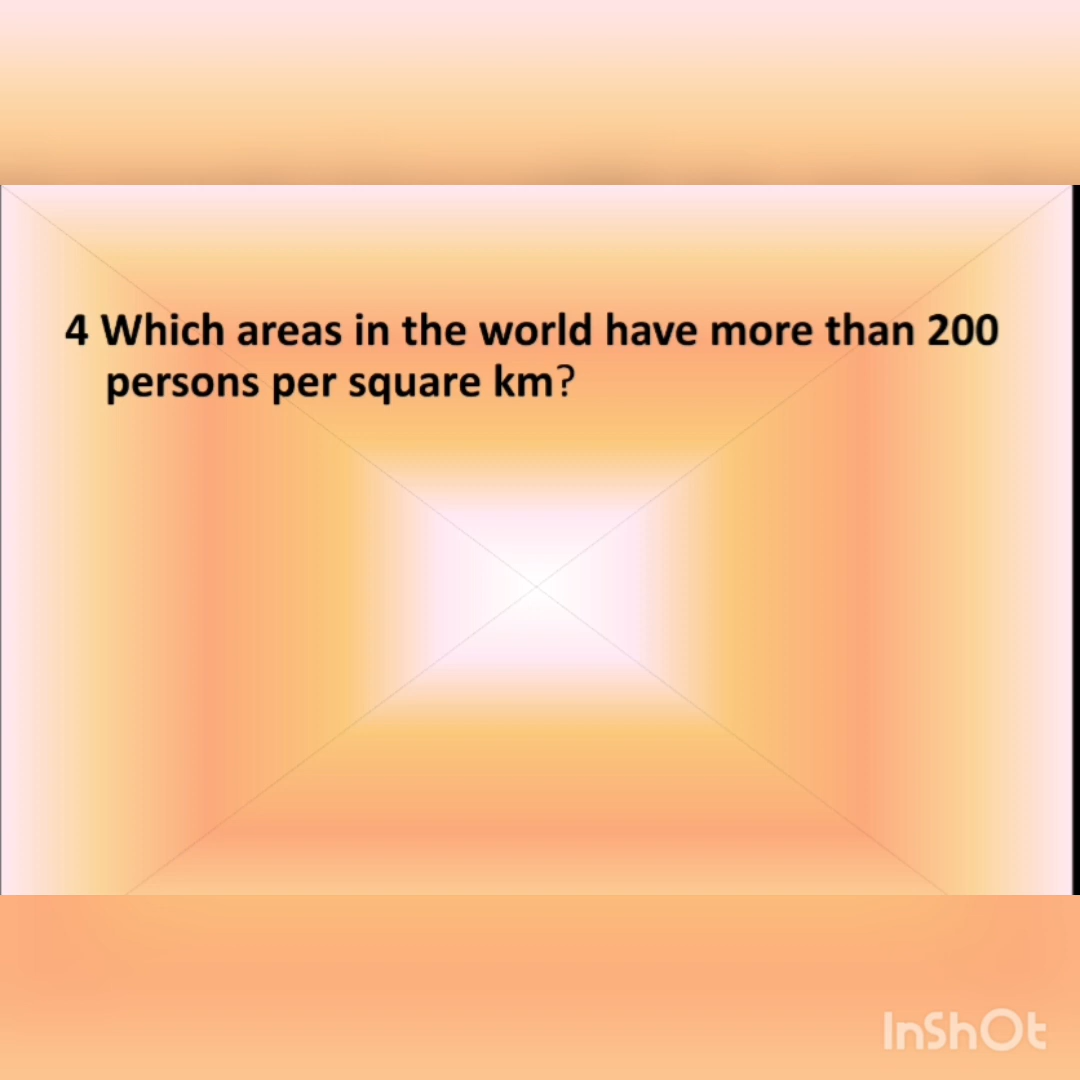 4 Which areas in the world have more than 200
persons per square km?
InShOt